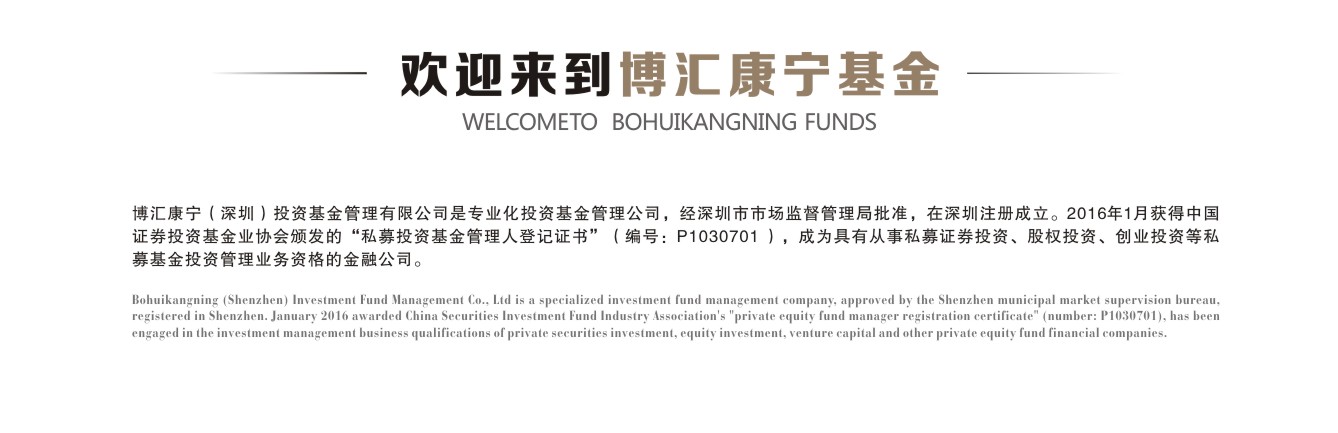 欢迎来到博汇康宁基金
WELCOMETO BOHUIKANGNING FUNDS
博汇康宁（深圳）投资基金管理有限公司是专业化投资基金管理公司，经深圳市市场监督管理局批准，在深圳注册成立。2016年1月获得中国
证券投资基金业协会颁发的“私募投资基金管理人登记证书”（编号：P1030701 ），成为具有从事私募证券投资、股权投资、创业投资等私
募基金投资管理业务资格的金融公司。
Bohuikangning (Shenzhen) Investment Fund Management Co., Ltd is a specialized investment fund management company, approved by the Shenzhen municipal market supervision bureau,
registered in Shenzhen. January 2016 awarded China Securities Investment Fund Industry Association's "private equity fund manager registration certificate" (number: P1030701), has been
engaged in the investment management business qualifications of private securities investment, equity investment, venture capital and other private equity fund financial companies.